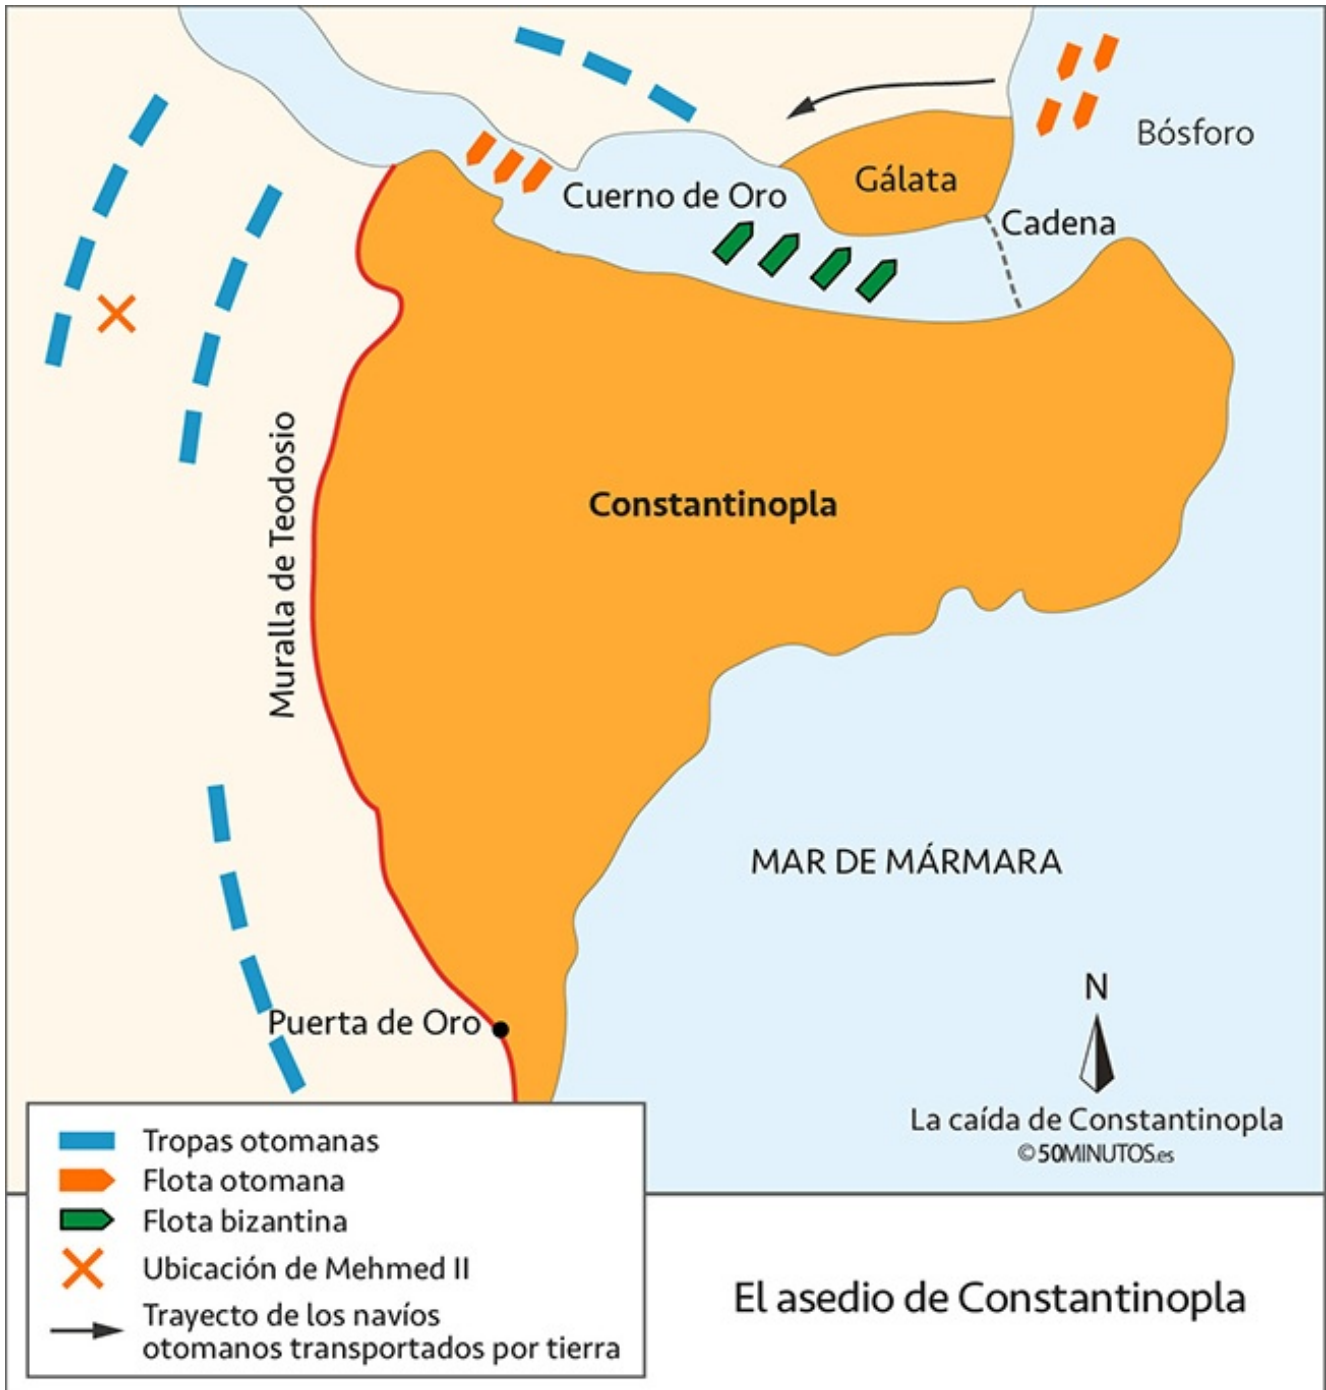 Bósforo
Gálata
Cuerno de Oro
Cadena
Muralla de Teodosio
Constantinopla
MAR DE MÁRMARA
N
Puerta de Oro
La caída de Constantinopla
©50MINUTOS.es
Tropas otomanas
Flota otomana
Flota bizantina
Ubicación de Mehmed II
Trayecto de los navíos
otomanos transportados por tierra
El asedio de Constantinopla